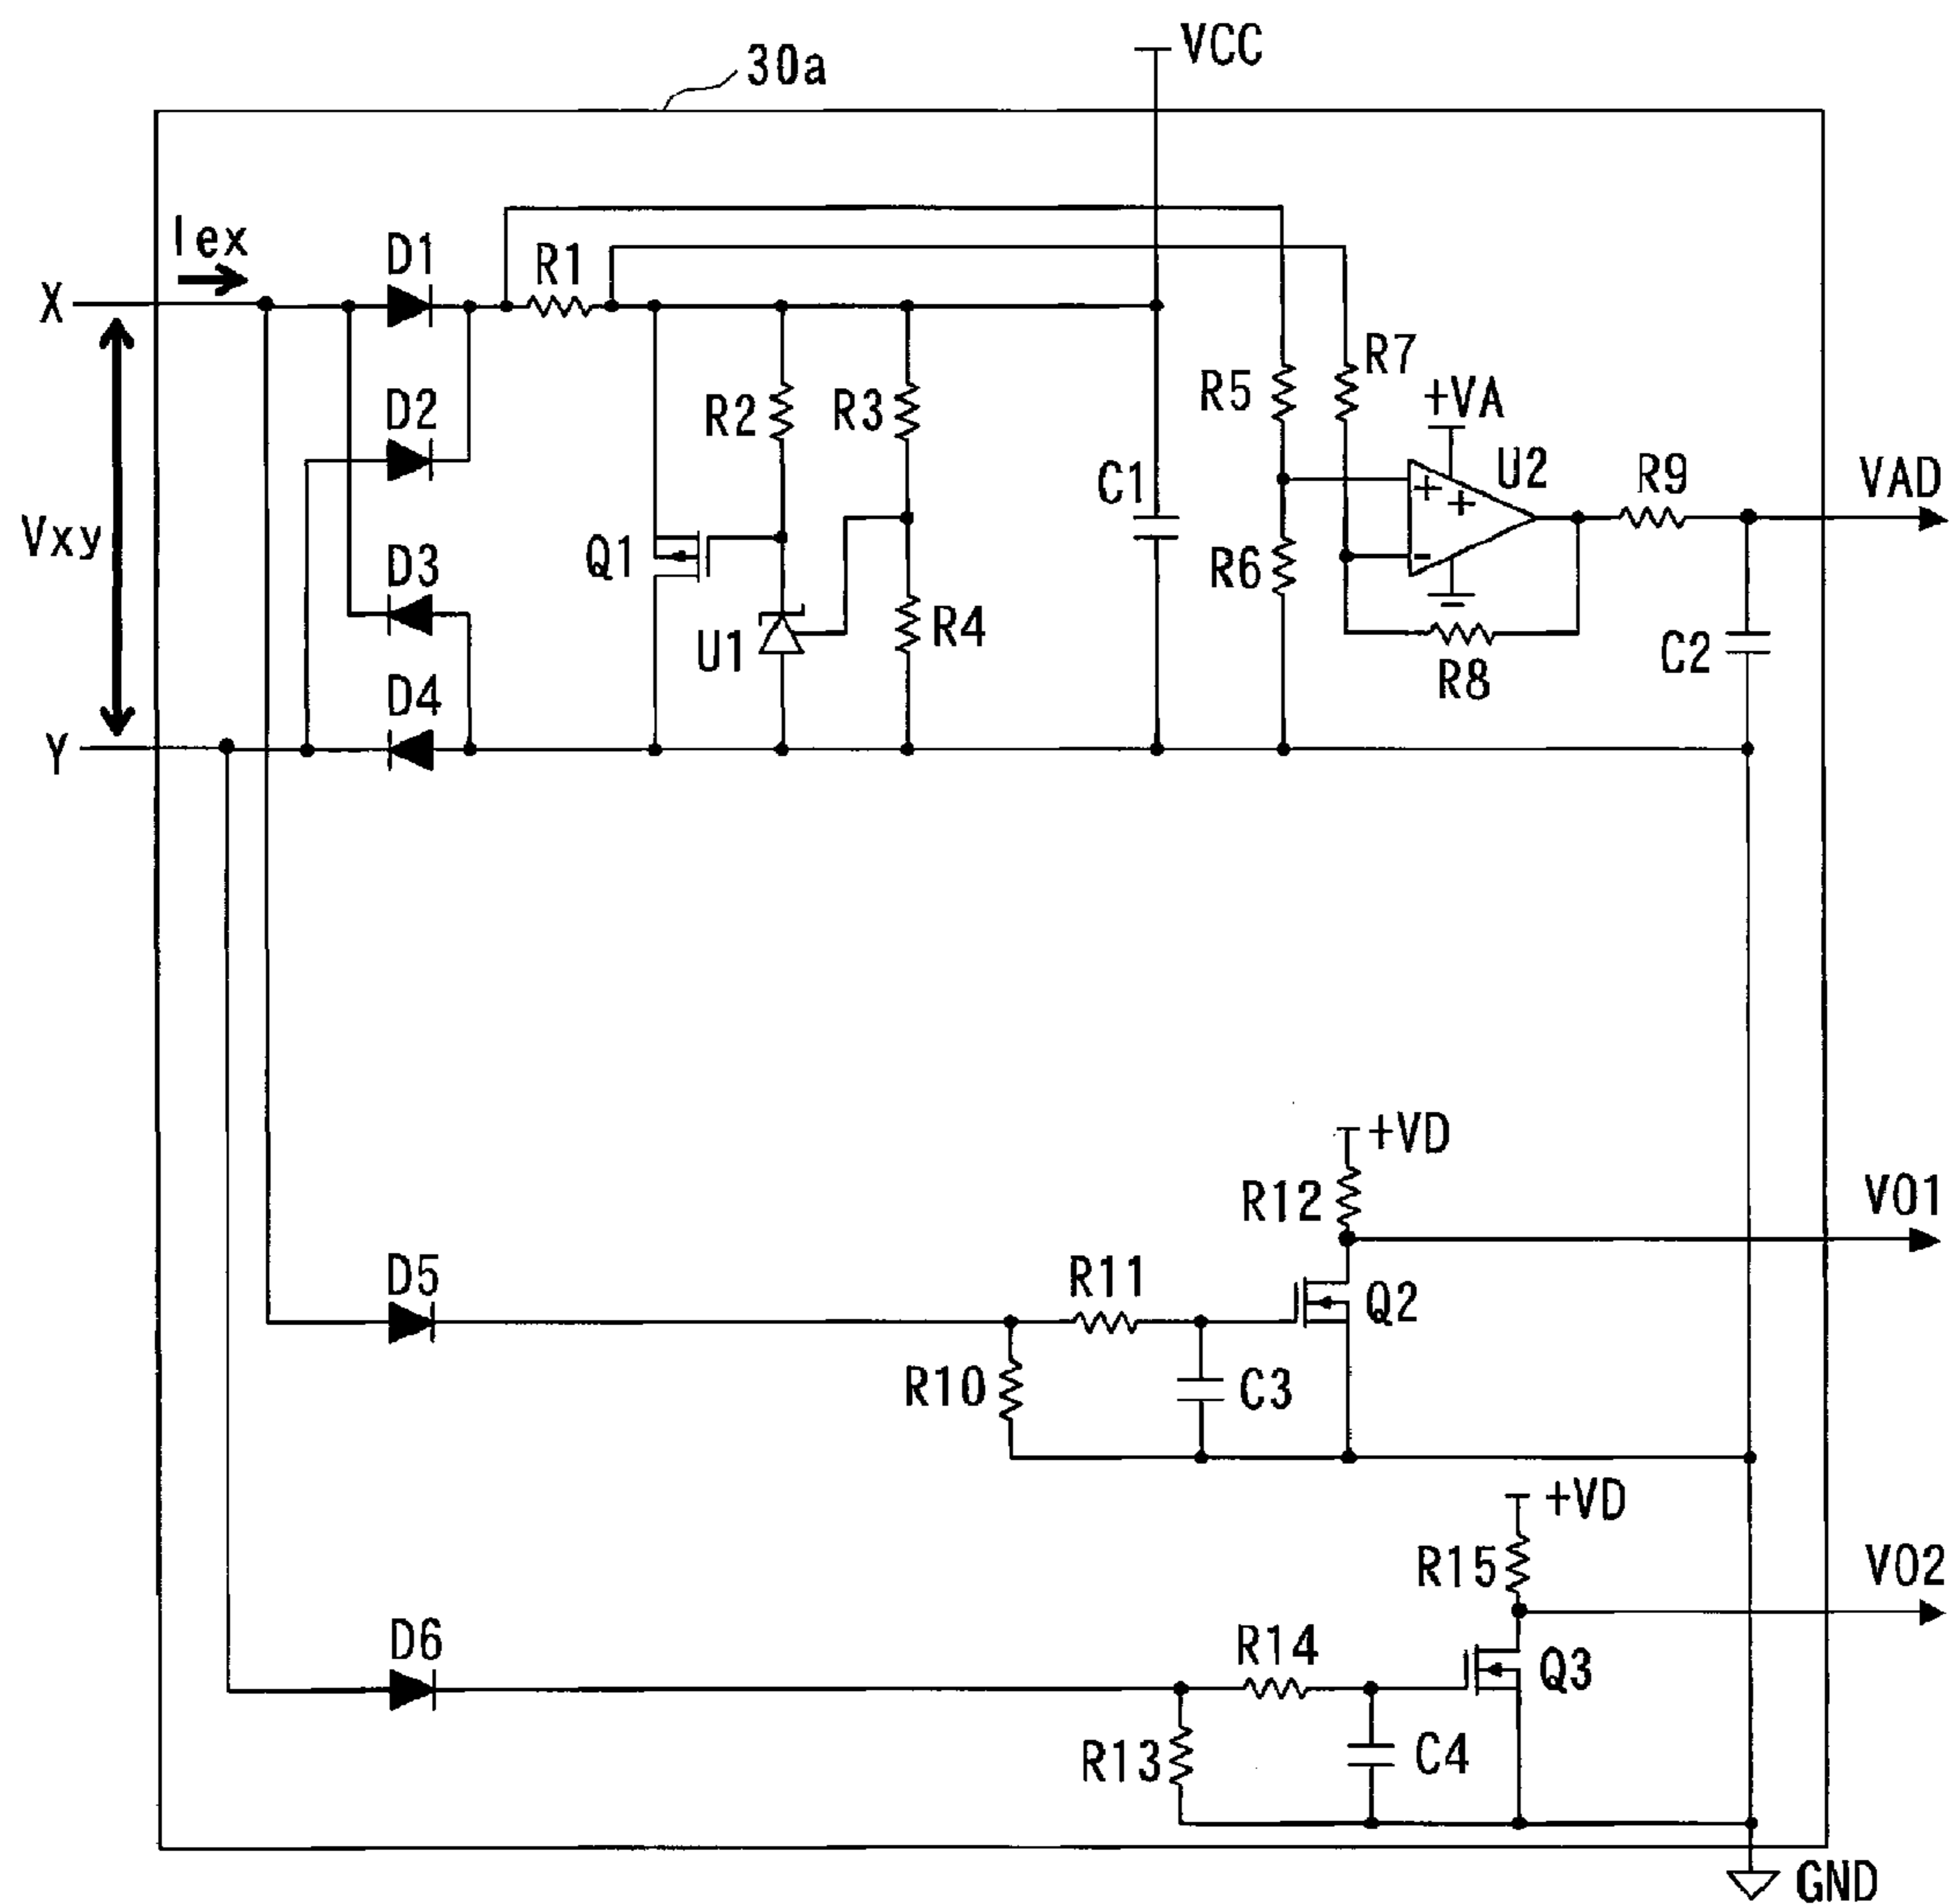 VCC
30a
Iex
D1
R1
X
R7
R5
+VA
D2
R2
R3
U2
R9
VAD
C1
+
+
Vxy
Q1
R6
-
D3
U1
R4
R8
C2
D4
Y
+VD
R12
VO1
D5
R11
Q2
R10
C3
+VD
R15
VO2
D6
R14
Q3
R13
C4
GND